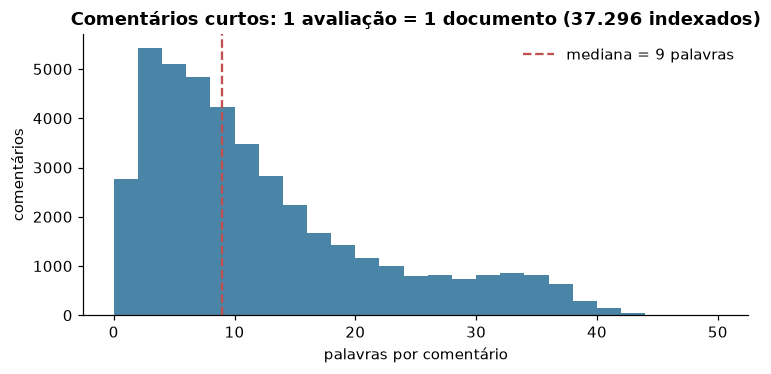 Comentários curtos: 1 avaliação = 1 documento (37.296 indexados)
mediana = 9 palavras
comentários
5000
4000
3000
2000
1000
0
0 10 20 30 40 50
palavras por comentário